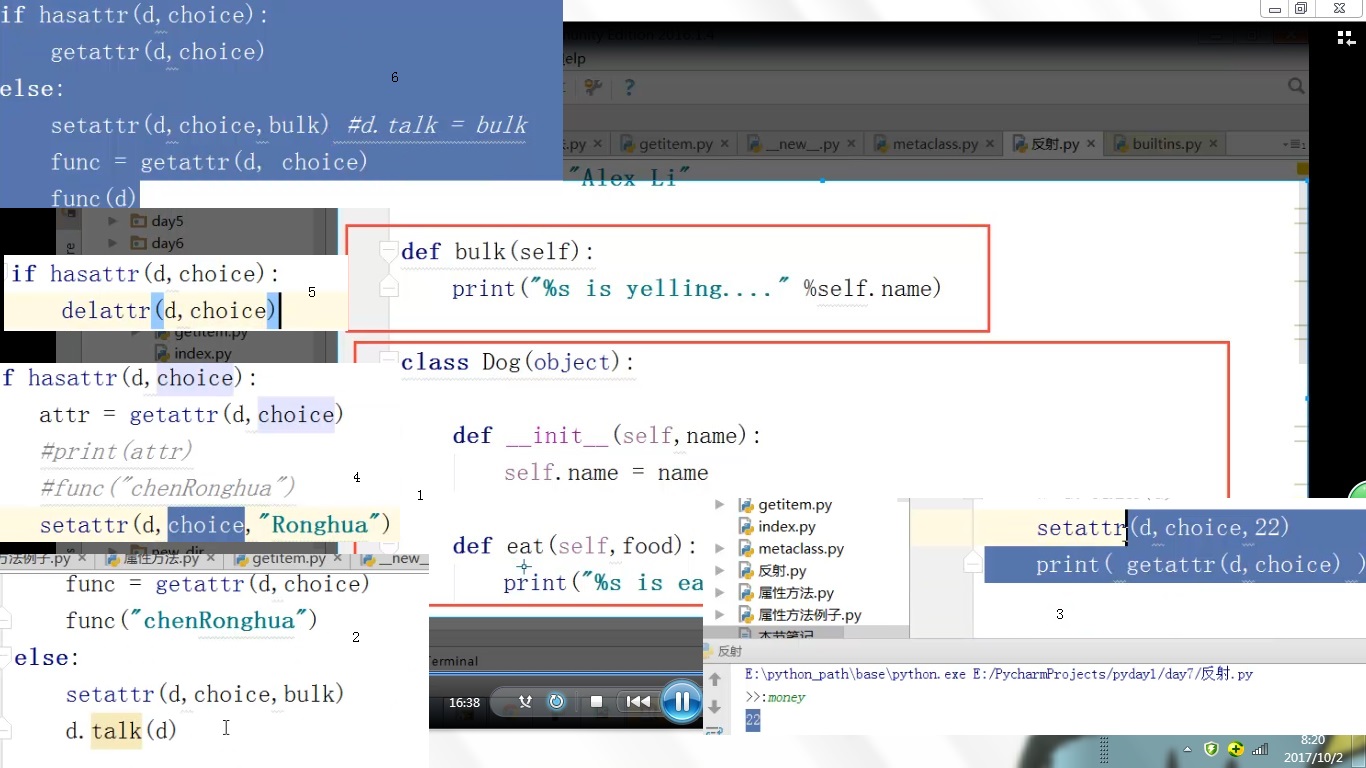 if hasattr(d,choice):
getattr(d,choice)
else:
6
setattr(d,choice,bulk) #d.talk = bulk
func = getattr(d, choice)
func(d)
elp
?
.py ×
getitem.py ×
__new__.py ×
metaclass.py ×
反射.py ×
builtins.py ×
"Alex Li"
day5
day6
def bulk(self):
print("%s is yelling...." %self.name)
if hasattr(d,choice):
5
delattr(d,choice)
getitem.py
index.py
class Dog(object):
def __init__(self,name):
self.name = name
def eat(self,food):
print("%s is ea
1
f hasattr(d,choice):
attr = getattr(d,choice)
#print(attr)
#func("chenRonghua")
4
setattr(d,choice,"Ronghua")
new_dir
方法例子.py ×
属性方法.py ×
getitem.py ×
__new__
func = getattr(d,choice)
func("chenRonghua")
2
else:
setattr(d,choice,bulk)
d.talk(d)
getitem.py
index.py
metaclass.py
反射.py
属性方法.py
属性方法例子.py
本节笔记
setattr(d,choice,22)
print( getattr(d,choice) )
3
反射
E:\python_path\base\python.exe E:/PycharmProjects/pyday1/day7/反射.py
>>:money
22
erminal
16:38
8:20
2017/10/2